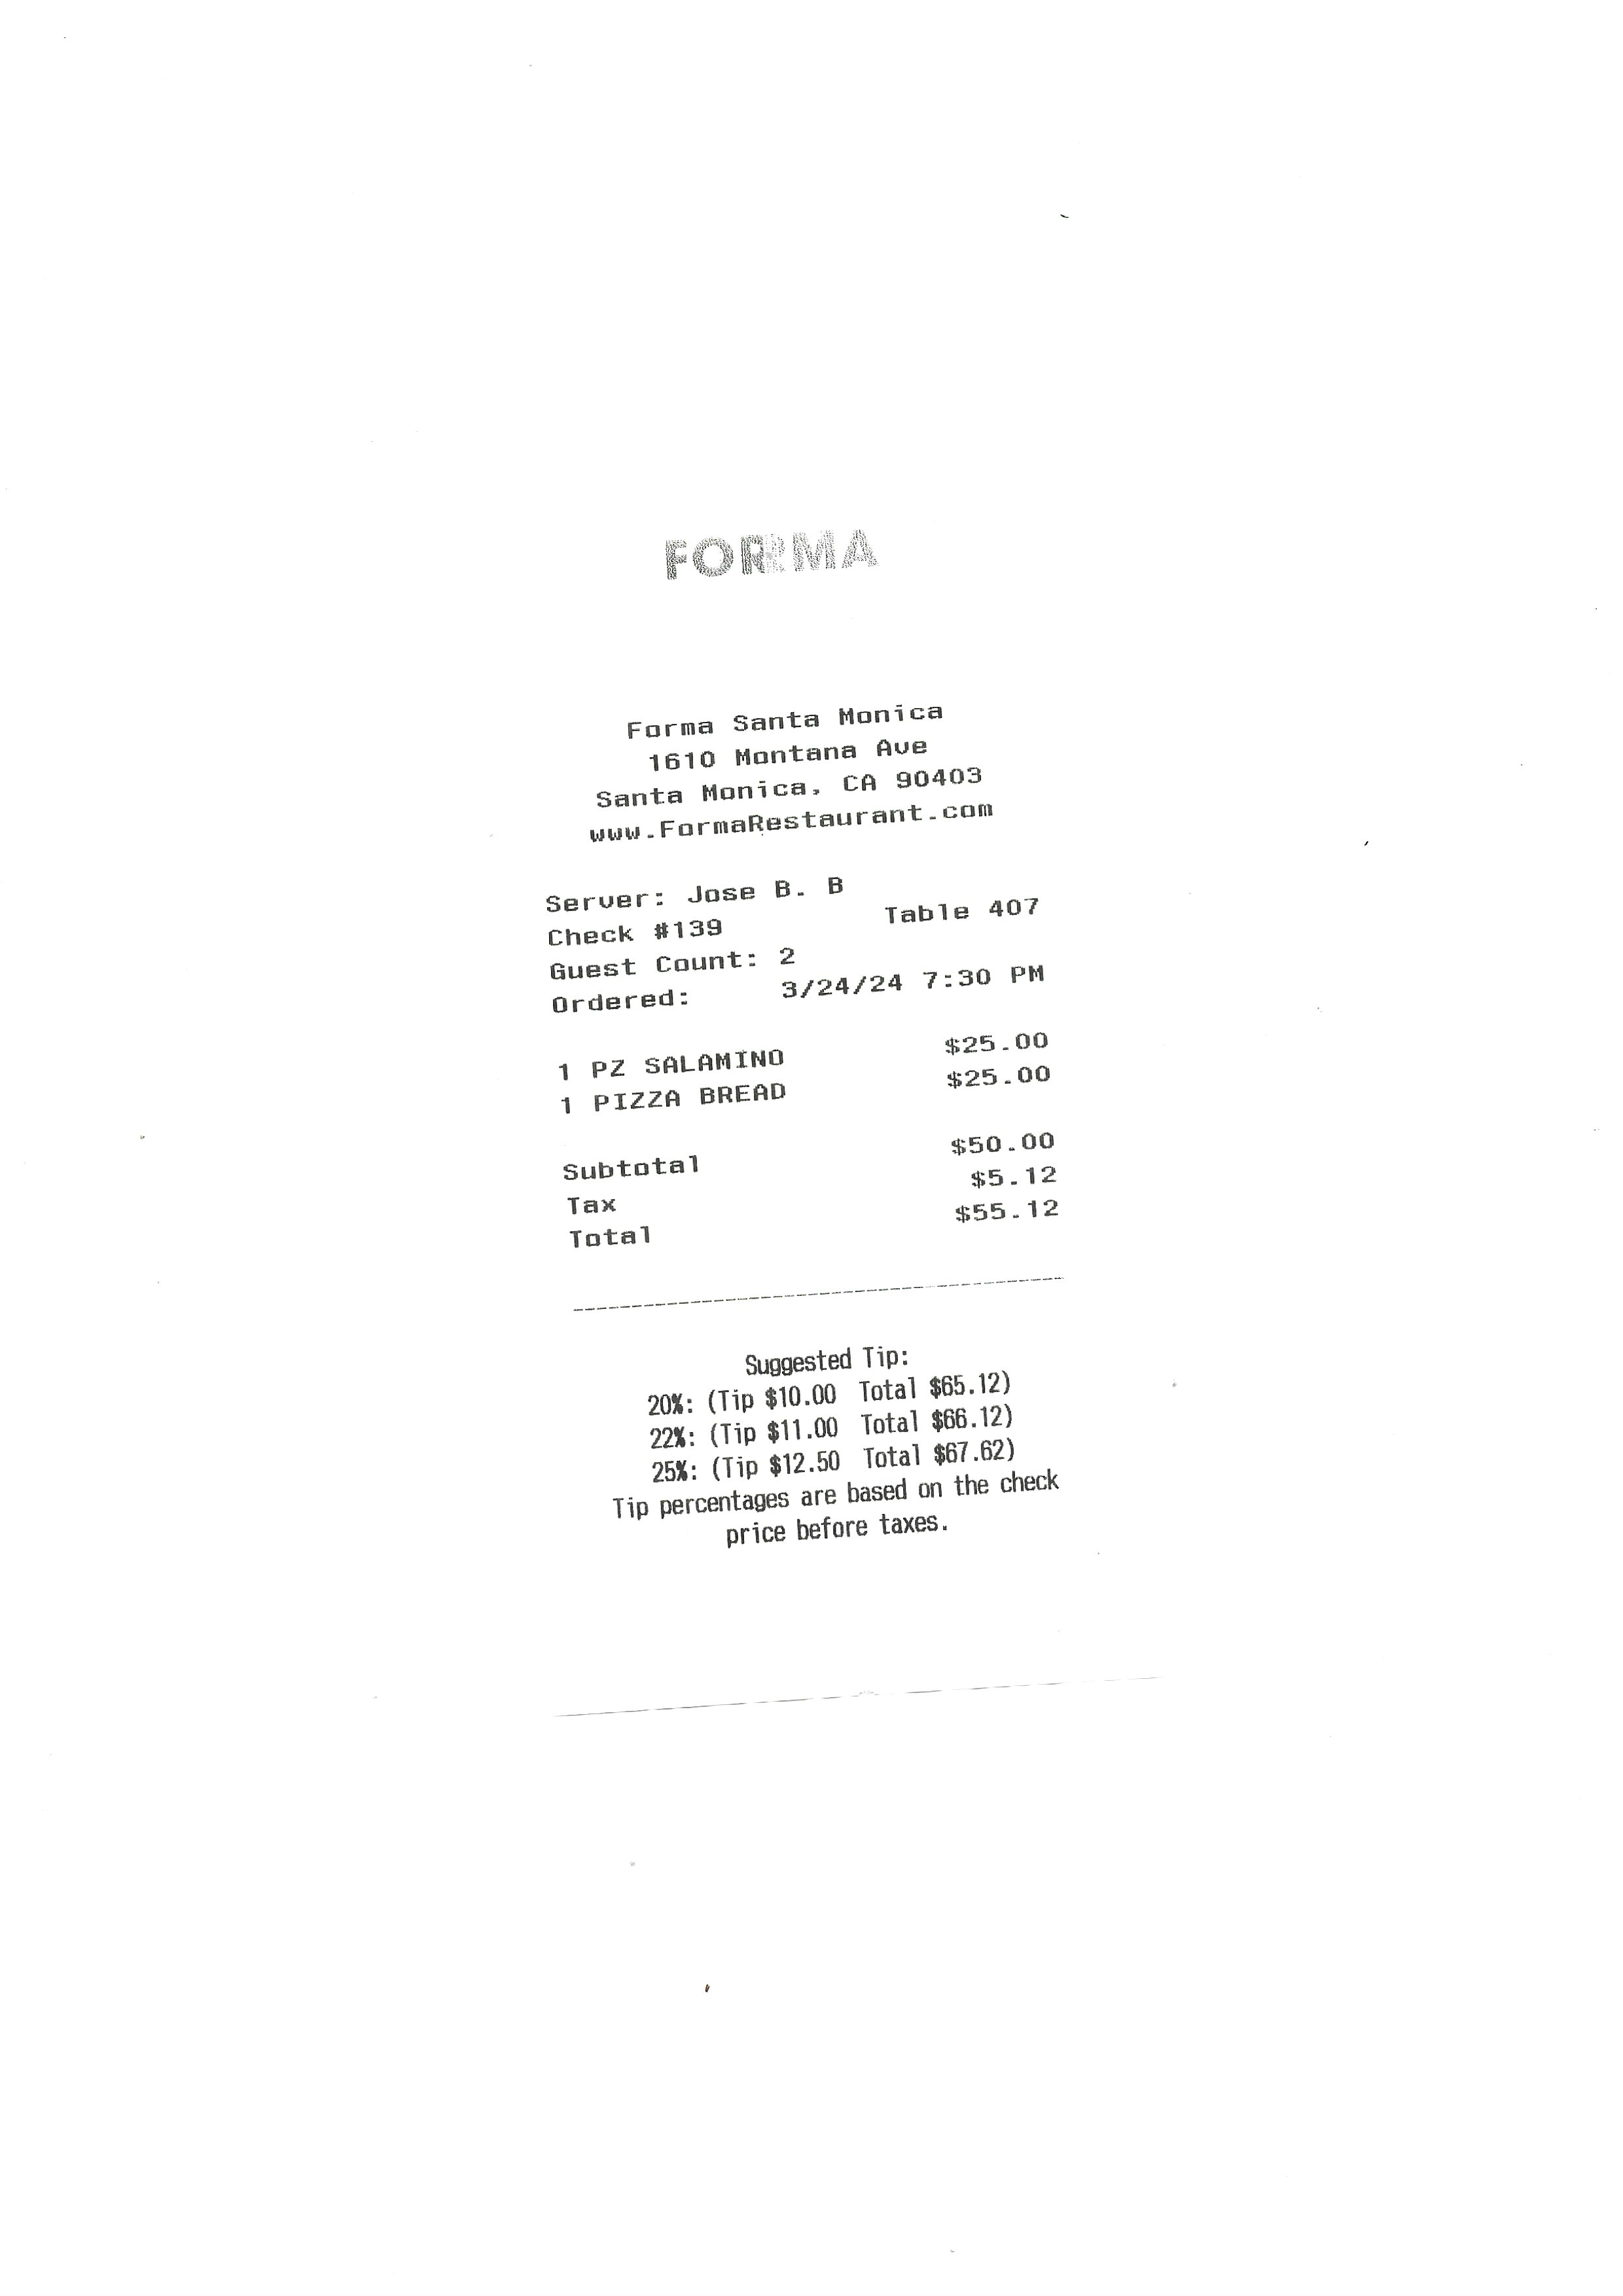 FORMA
Forma Santa Monica
1610 Montana Ave
Santa Monica, CA 90403
www.FormaRestaurant.com
Server: Jose B. B
Check #139 Table 407
Guest Count: 2
Ordered: 3/24/24 7:30 PM
1 PZ SALAMINO $25.00
1 PIZZA BREAD $25.00
Subtotal $50.00
Tax $5.12
Total $55.12
Suggested Tip:
20%: (Tip $10.00 Total $65.12)
22%: (Tip $11.00 Total $66.12)
25%: (Tip $12.50 Total $67.62)
Tip percentages are based on the check
price before taxes.